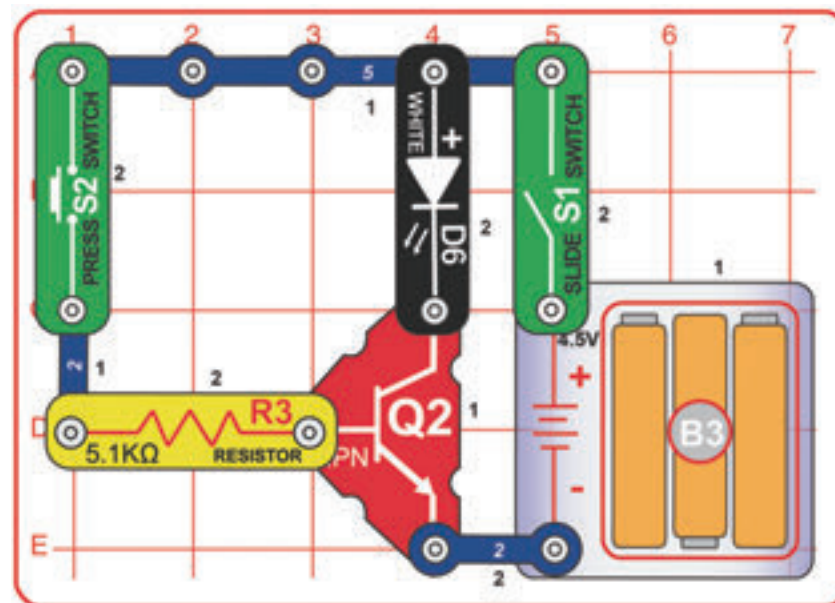 1 2 3 4 5 6 7
A
5
1
S2
PRESS SWITCH
2
+
WHITE
D6
2
S1
SLIDE SWITCH
2
1
4.5V
+
B3
-
2
1
2
R3
5.1KΩ
RESISTOR
D
Q2
NPN
1
E
2
2